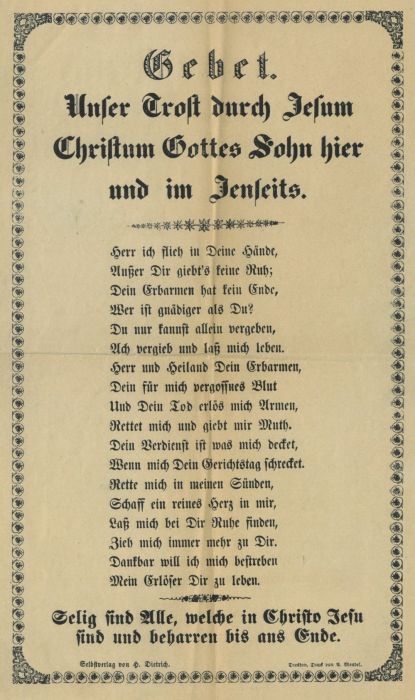 Gebet.
Unser Trost durch Jesum
Christum Gottes Sohn hier
und im Jenseits.
Herr ich flieh in Deine Hände,
Außer Dir giebt's keine Ruh;
Dein Erbarmen hat kein Ende,
Wer ist gnädiger als Du?
Du nur kannst allein vergeben,
Ach vergieb und laß mich leben.
Herr und Heiland Dein Erbarmen,
Dein für mich vergossnes Blut
Und Dein Tod erlös mich Armen,
Rettet mich und giebt mir Muth.
Dein Verdienst ist was mich decket,
Wenn mich Dein Gerichtstag schrecket.
Rette mich in meinen Sünden,
Schaff ein reines Herz in mir,
Laß mich bei Dir Ruhe finden,
Zieh mich immer mehr zu Dir.
Dankbar will ich mich bestreben
Mein Erlöser Dir zu leben.
Selig sind Alle, welche in Christo Jesu
sind und beharren bis ans Ende.
Selbstverlag von H. Dietrich.
Druck von